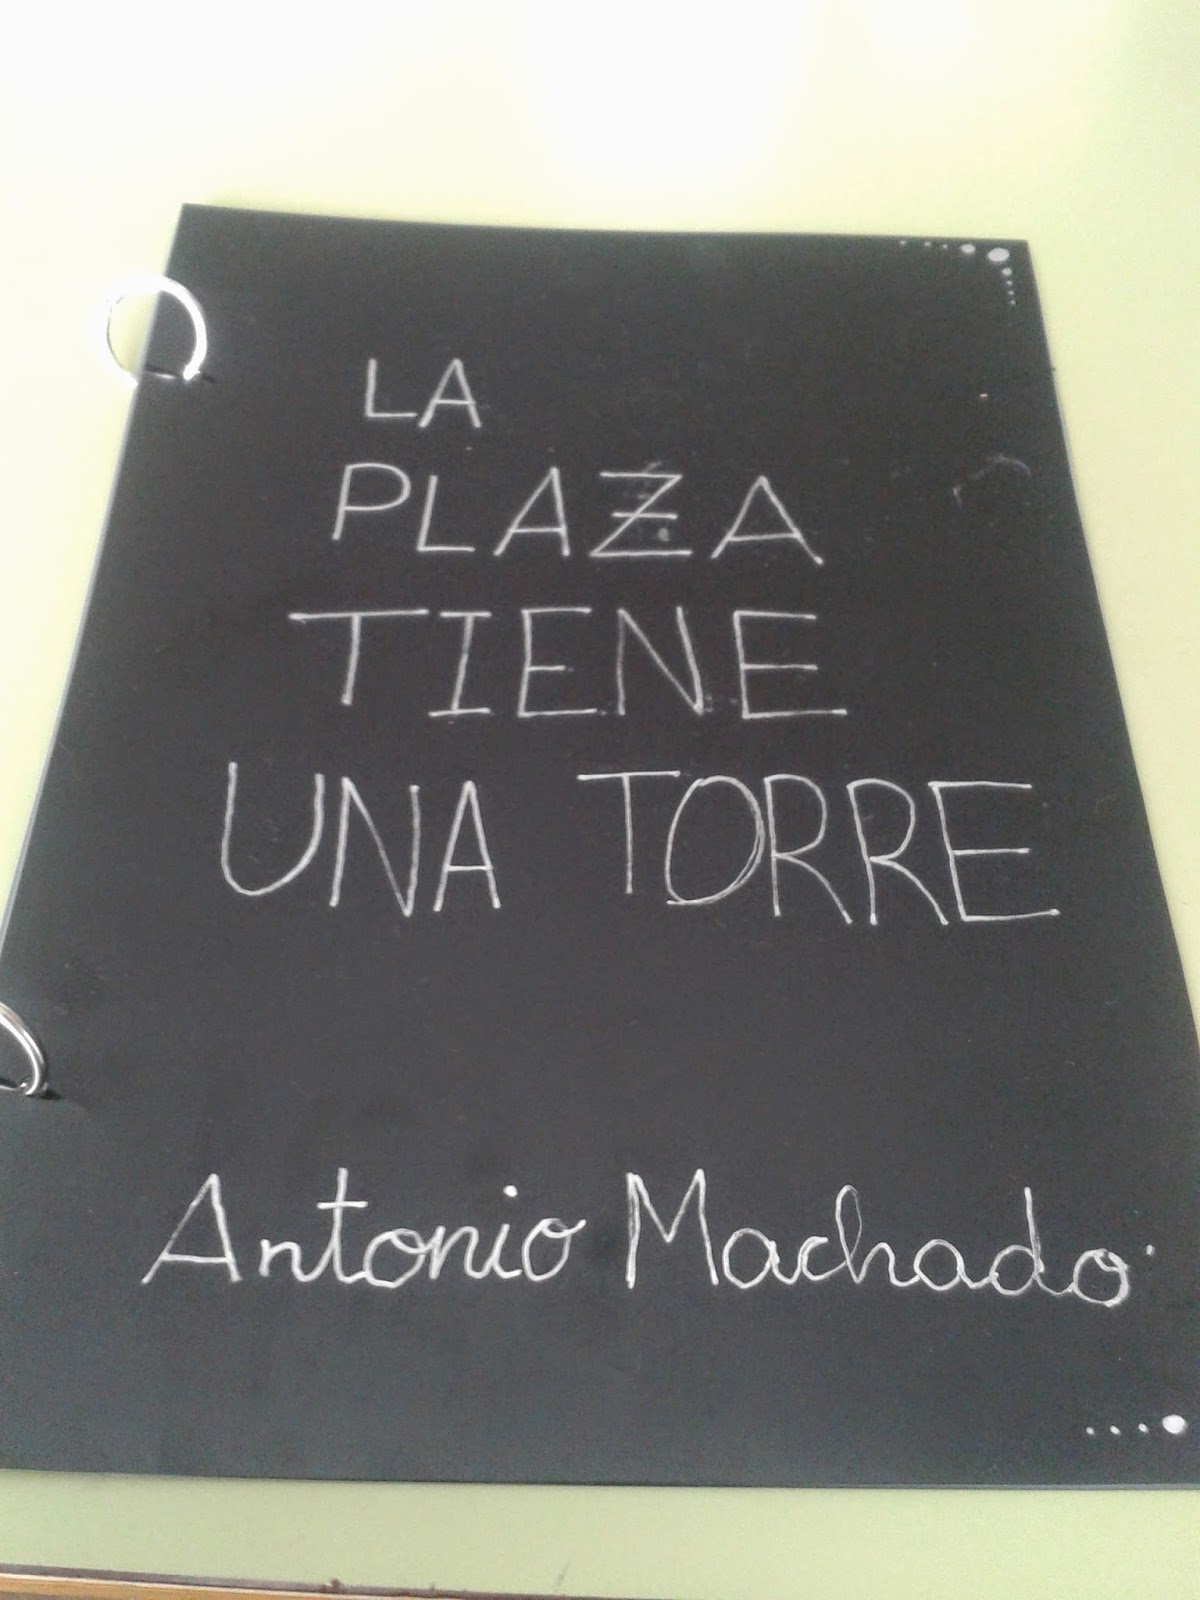 LA
PLAZA
TIENE
UNA TORRE
Antonio Machado